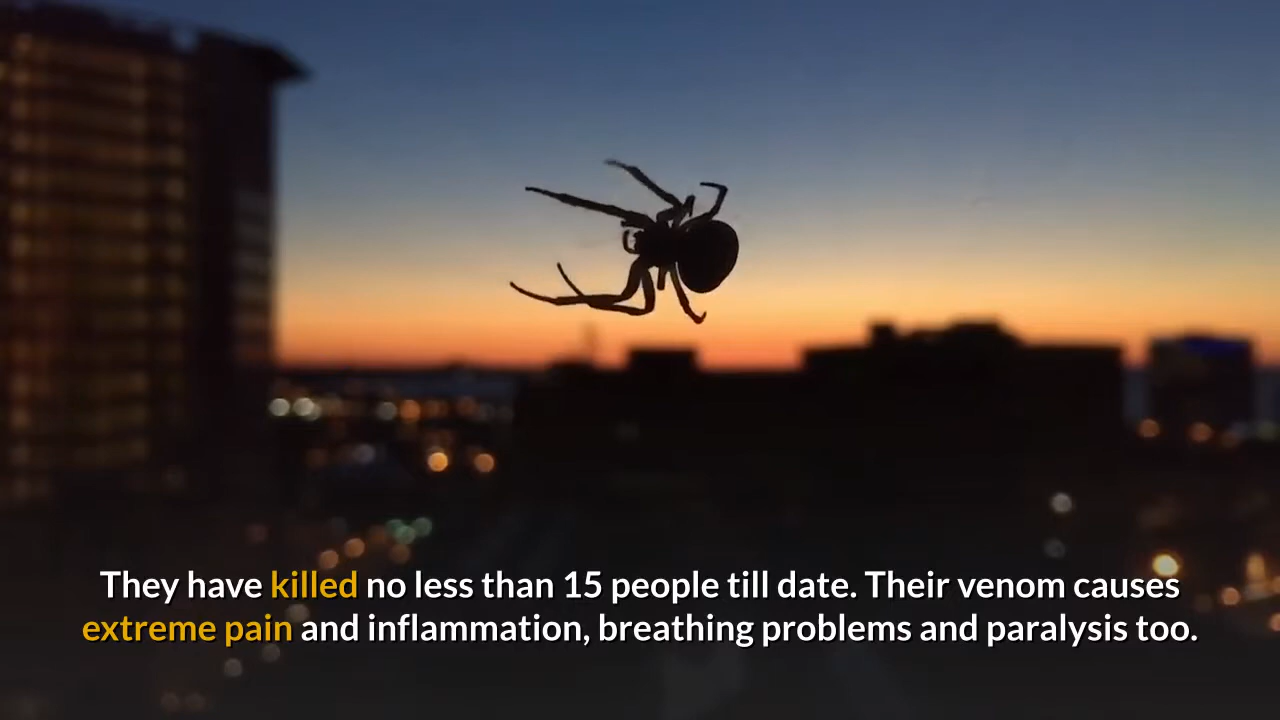 They have killed no less than 15 people till date. Their venom causes
extreme pain and inflammation, breathing problems and paralysis too.